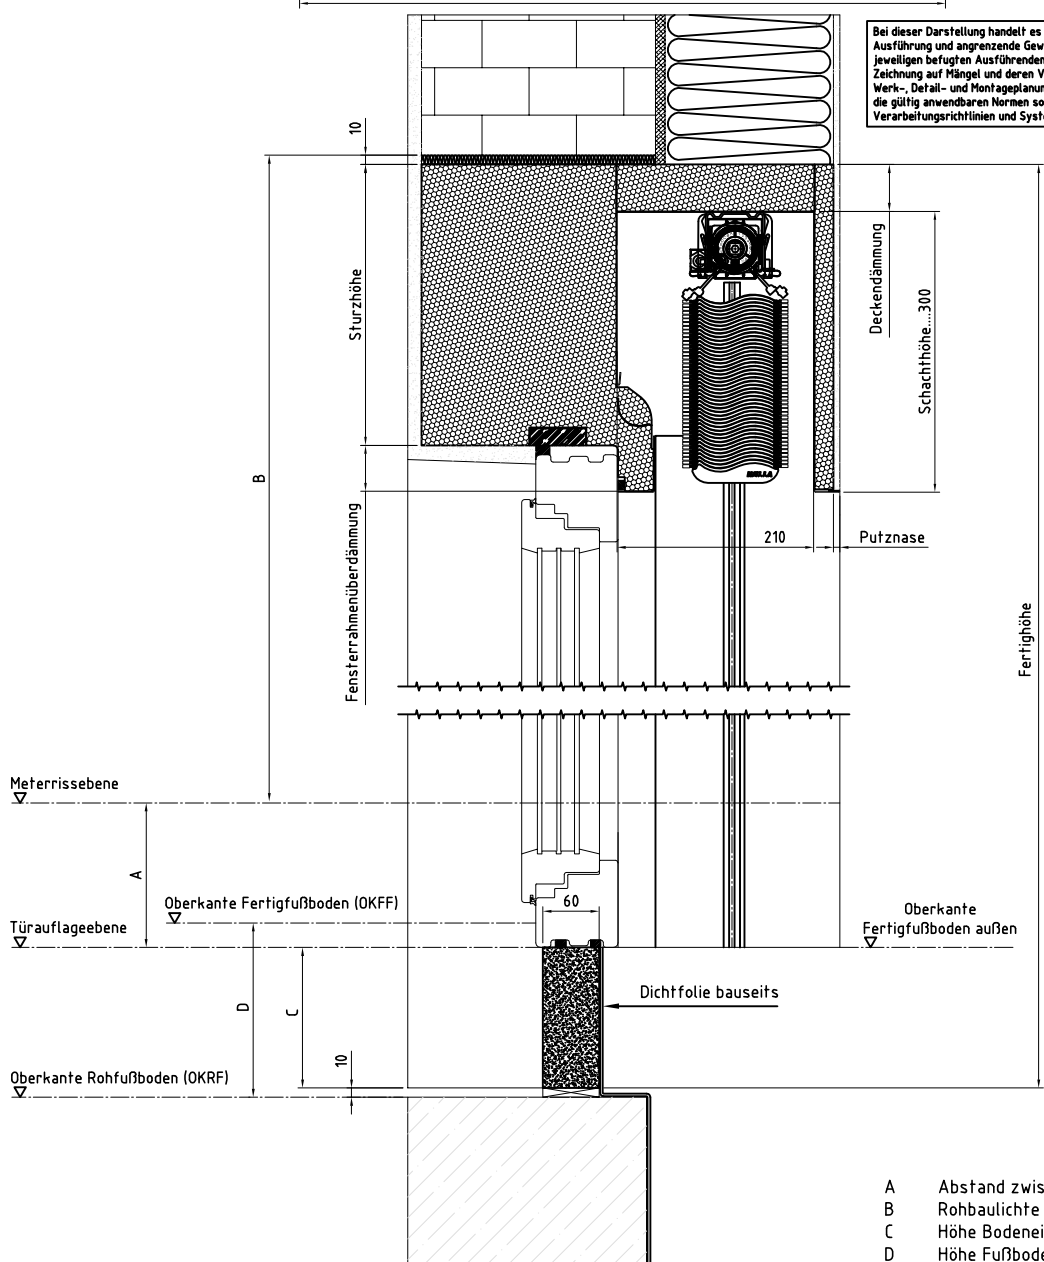 Bei dieser Darstellung handelt es
Ausführung und angrenzende Gew
jeweiligen befugten Ausführenden
Zeichnung auf Mängel und deren V
Werk-, Detail- und Montageplanun
die gültig anwendbaren Normen so
Verarbeitungsrichtlinien und Syst
10
Sturzhöhe
Deckendämmung
Schachthöhe....300
B
Fensterrahmenüberdämmung
210
Putznase
Fertighöhe
Meterrissebene
A
Oberkante Fertigfußboden (OKFF)
60
Türauflageebene
Oberkante
Fertigfußboden außen
D
C
Dichtfolie bauseits
10
Oberkante Rohfußboden (OKRF)
A Abstand zwis
B Rohbaulichte
C Höhe Bodenei
D Höhe Fußbode